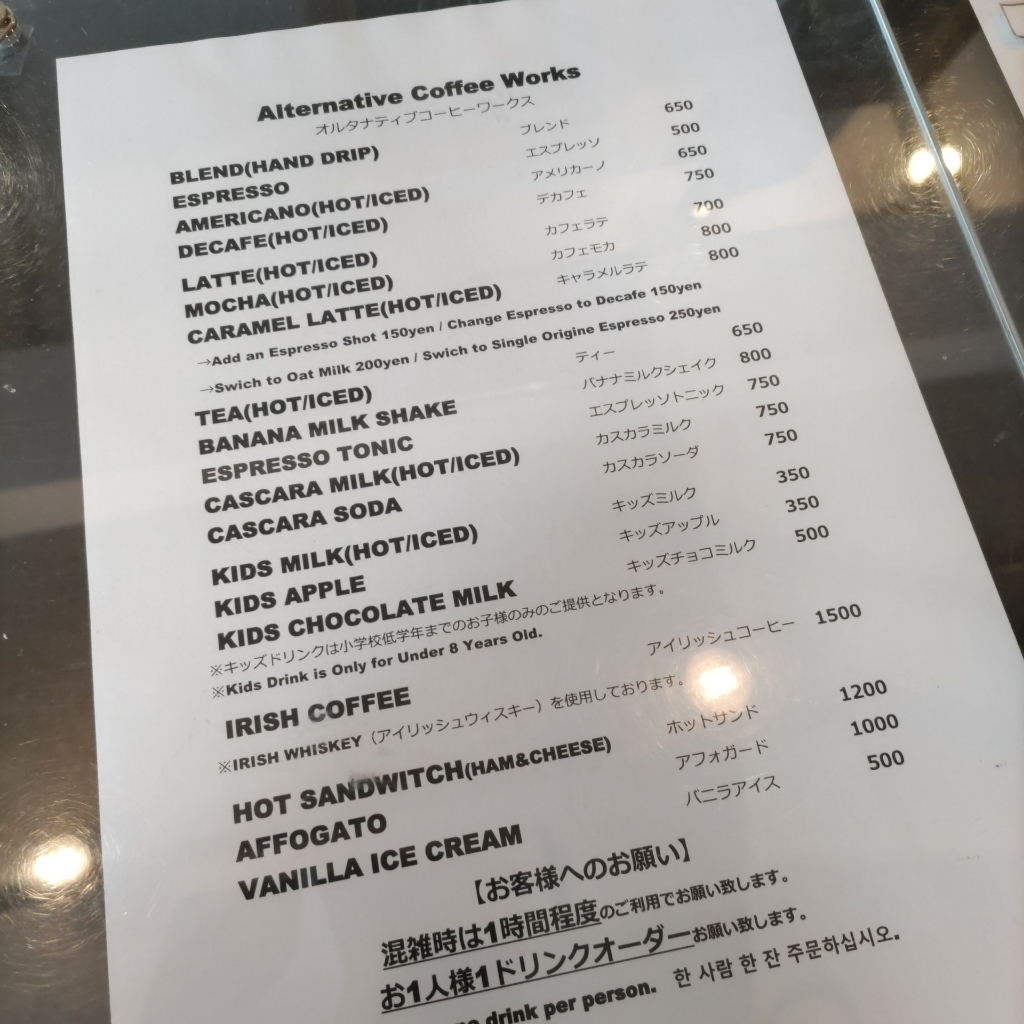 Alternative Coffee Works
オルタナティブコーヒーワークス
BLEND(HAND DRIP) ブレンド 650
ESPRESSO エスプレッソ 500
AMERICANO(HOT/ICED) アメリカーノ 650
DECAFE(HOT/ICED) デカフェ 750
LATTE(HOT/ICED) カフェラテ 700
MOCHA(HOT/ICED) カフェモカ 800
CARAMEL LATTE(HOT/ICED) キャラメルラテ 800
→Add an Espresso Shot 150yen / Change Espresso to Decafe 150yen
→Swich to Oat Milk 200yen / Swich to Single Origine Espresso 250yen
TEA(HOT/ICED) ティー 650
BANANA MILK SHAKE バナナミルクシェイク 800
ESPRESSO TONIC エスプレッソトニック 750
CASCARA MILK(HOT/ICED) カスカラミルク 750
CASCARA SODA カスカラソーダ 750
KIDS MILK(HOT/ICED) キッズミルク 350
KIDS APPLE キッズアップル 350
KIDS CHOCOLATE MILK キッズチョコミルク 500
※キッズドリンクは小学校低学年までのお子様のみのご提供となります。
※Kids Drink is Only for Under 8 Years Old.
IRISH COFFEE アイリッシュコーヒー 1500
※IRISH WHISKEY（アイリッシュウィスキー）を使用しております。
HOT SANDWITCH(HAM&CHEESE) ホットサンド 1200
AFFOGATO アフォガード 1000
VANILLA ICE CREAM バニラアイス 500
【お客様へのお願い】
混雑時は1時間程度のご利用でお願い致します。
お1人様1ドリンクオーダーお願い致します。
drink per person. 한 사람 한 잔 주문하십시오.